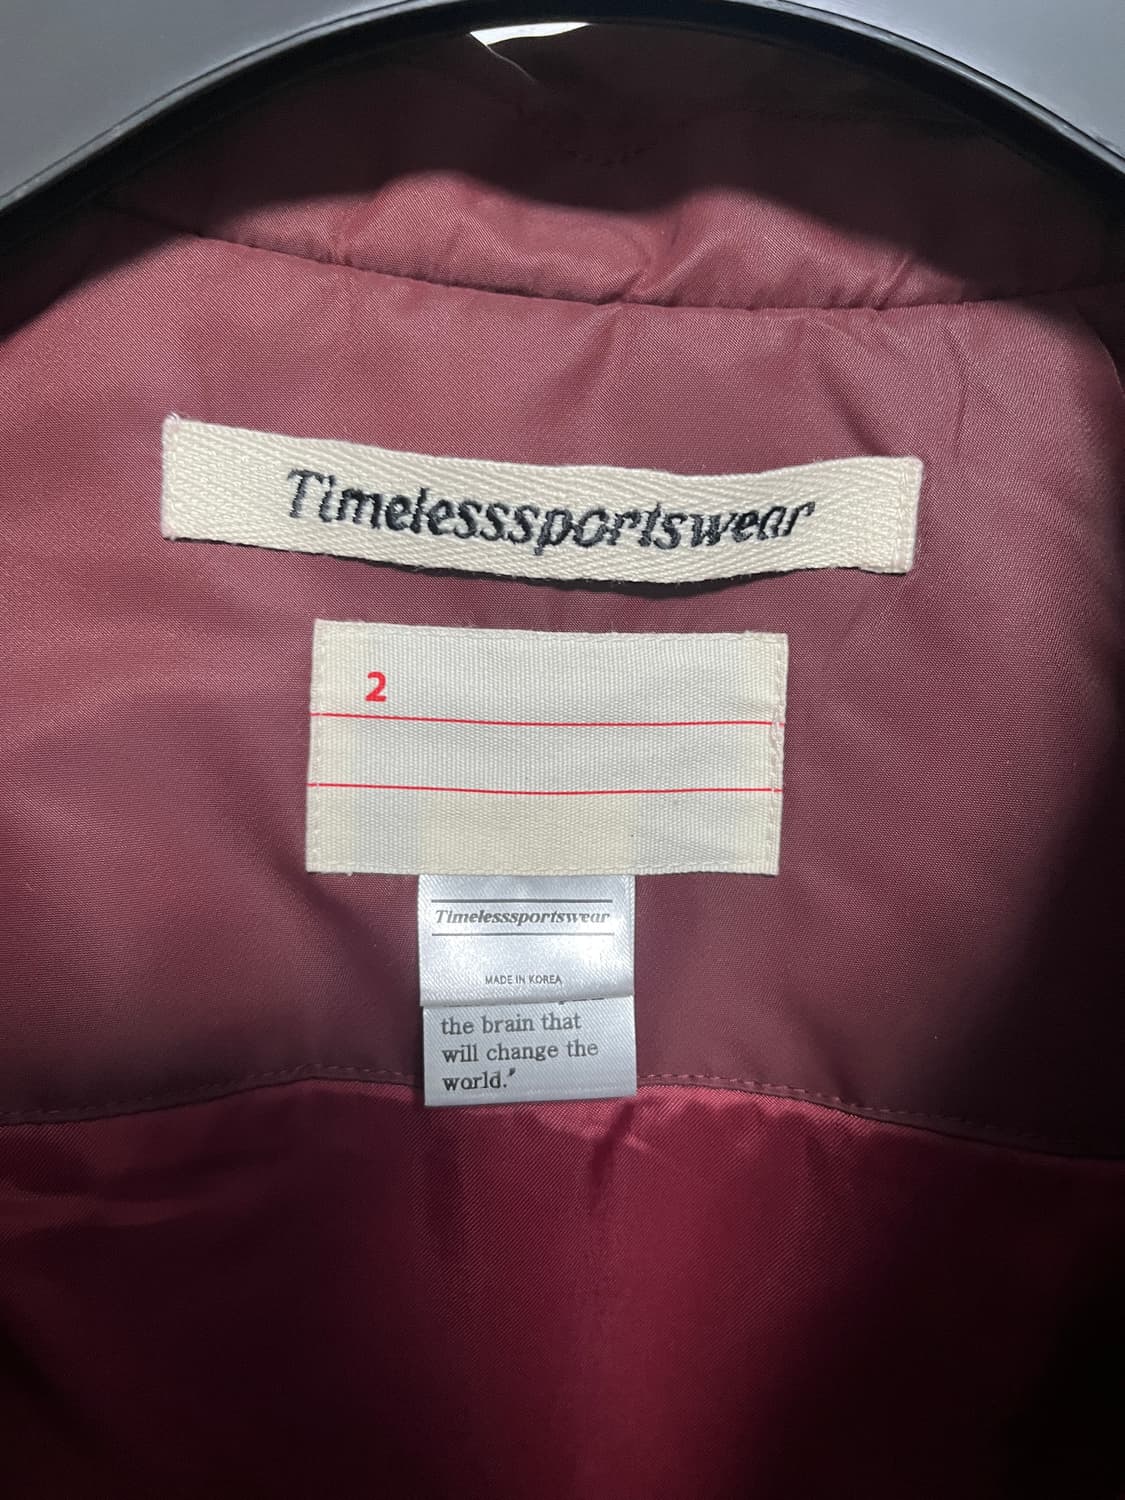 Timelesssportswear
2
Timelesssportswear
MADE IN KOREA
the brain that
will change the
world."